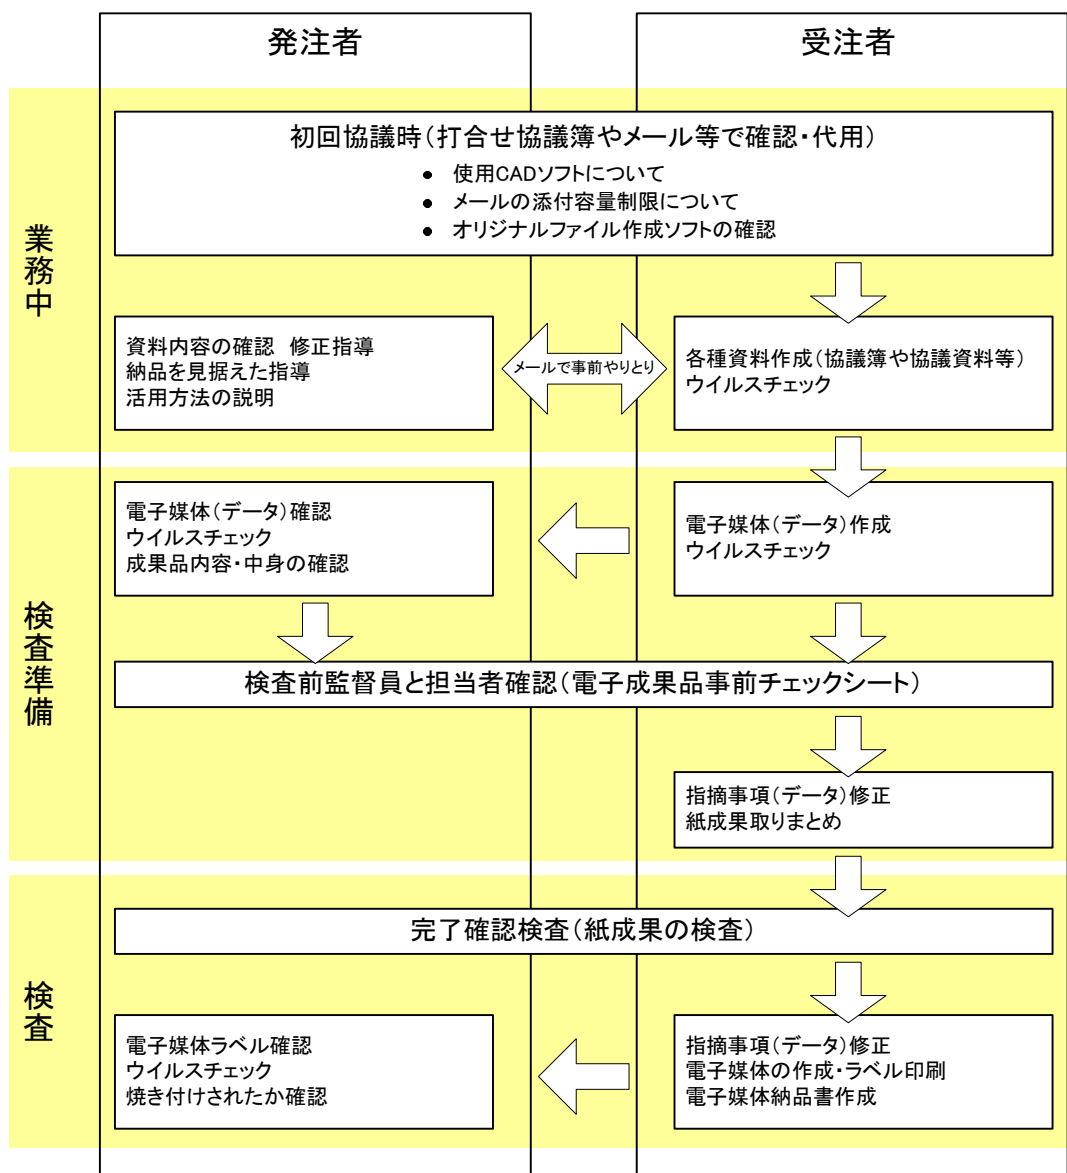 発注者
受注者
業務中
初回協議時(打合せ協議簿やメール等で確認・代用)
● 使用CADソフトについて
● メールの添付容量制限について
● オリジナルファイル作成ソフトの確認
資料内容の確認 修正指導
納品を見据えた指導
活用方法の説明
メールで事前やりとり
各種資料作成(協議簿や協議資料等)
ウイルスチェック
検査準備
電子媒体(データ)確認
ウイルスチェック
成果品内容・中身の確認
電子媒体(データ)作成
ウイルスチェック
検査前監督員と担当者確認(電子成果品事前チェックシート)
指摘事項(データ)修正
紙成果取りまとめ
検査
完了確認検査(紙成果の検査)
電子媒体ラベル確認
ウイルスチェック
焼き付けされたか確認
指摘事項(データ)修正
電子媒体の作成・ラベル印刷
電子媒体納品書作成